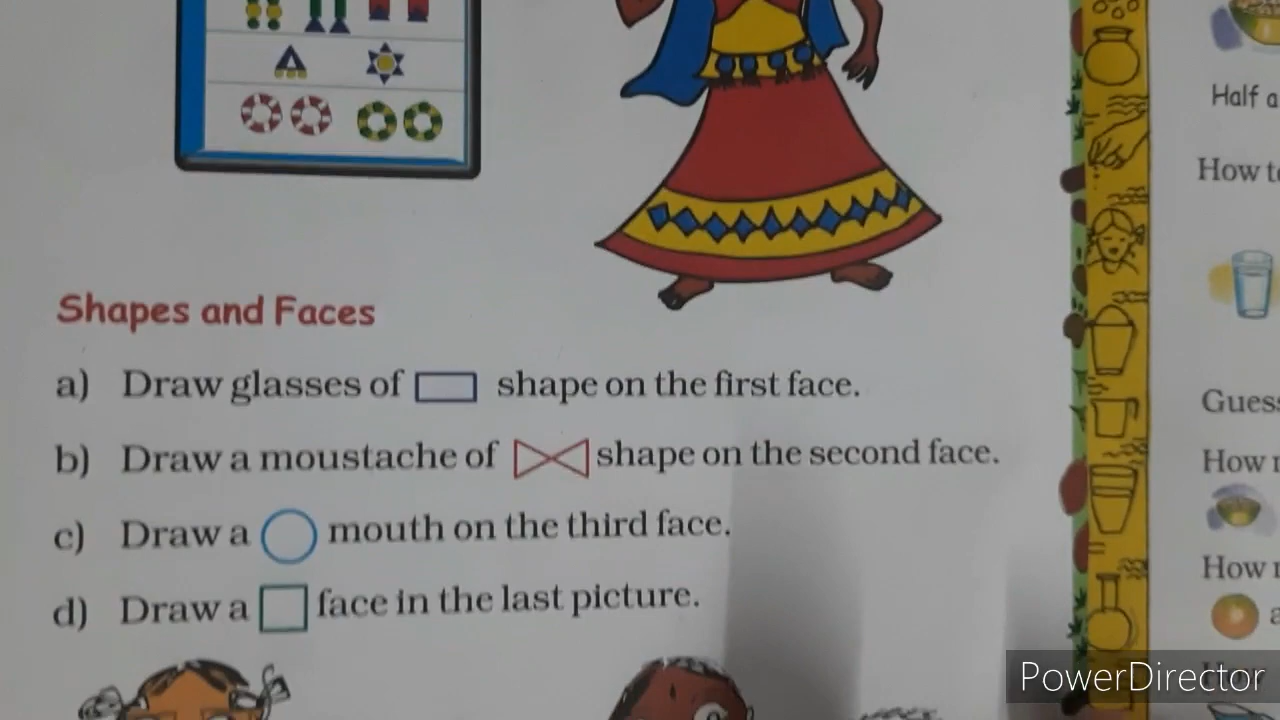 Shapes and Faces
a) Draw glasses of shape on the first face.
b) Draw a moustache of shape on the second face.
c) Draw a mouth on the third face.
d) Draw a face in the last picture.
Half a
How
How
How
PowerDirector